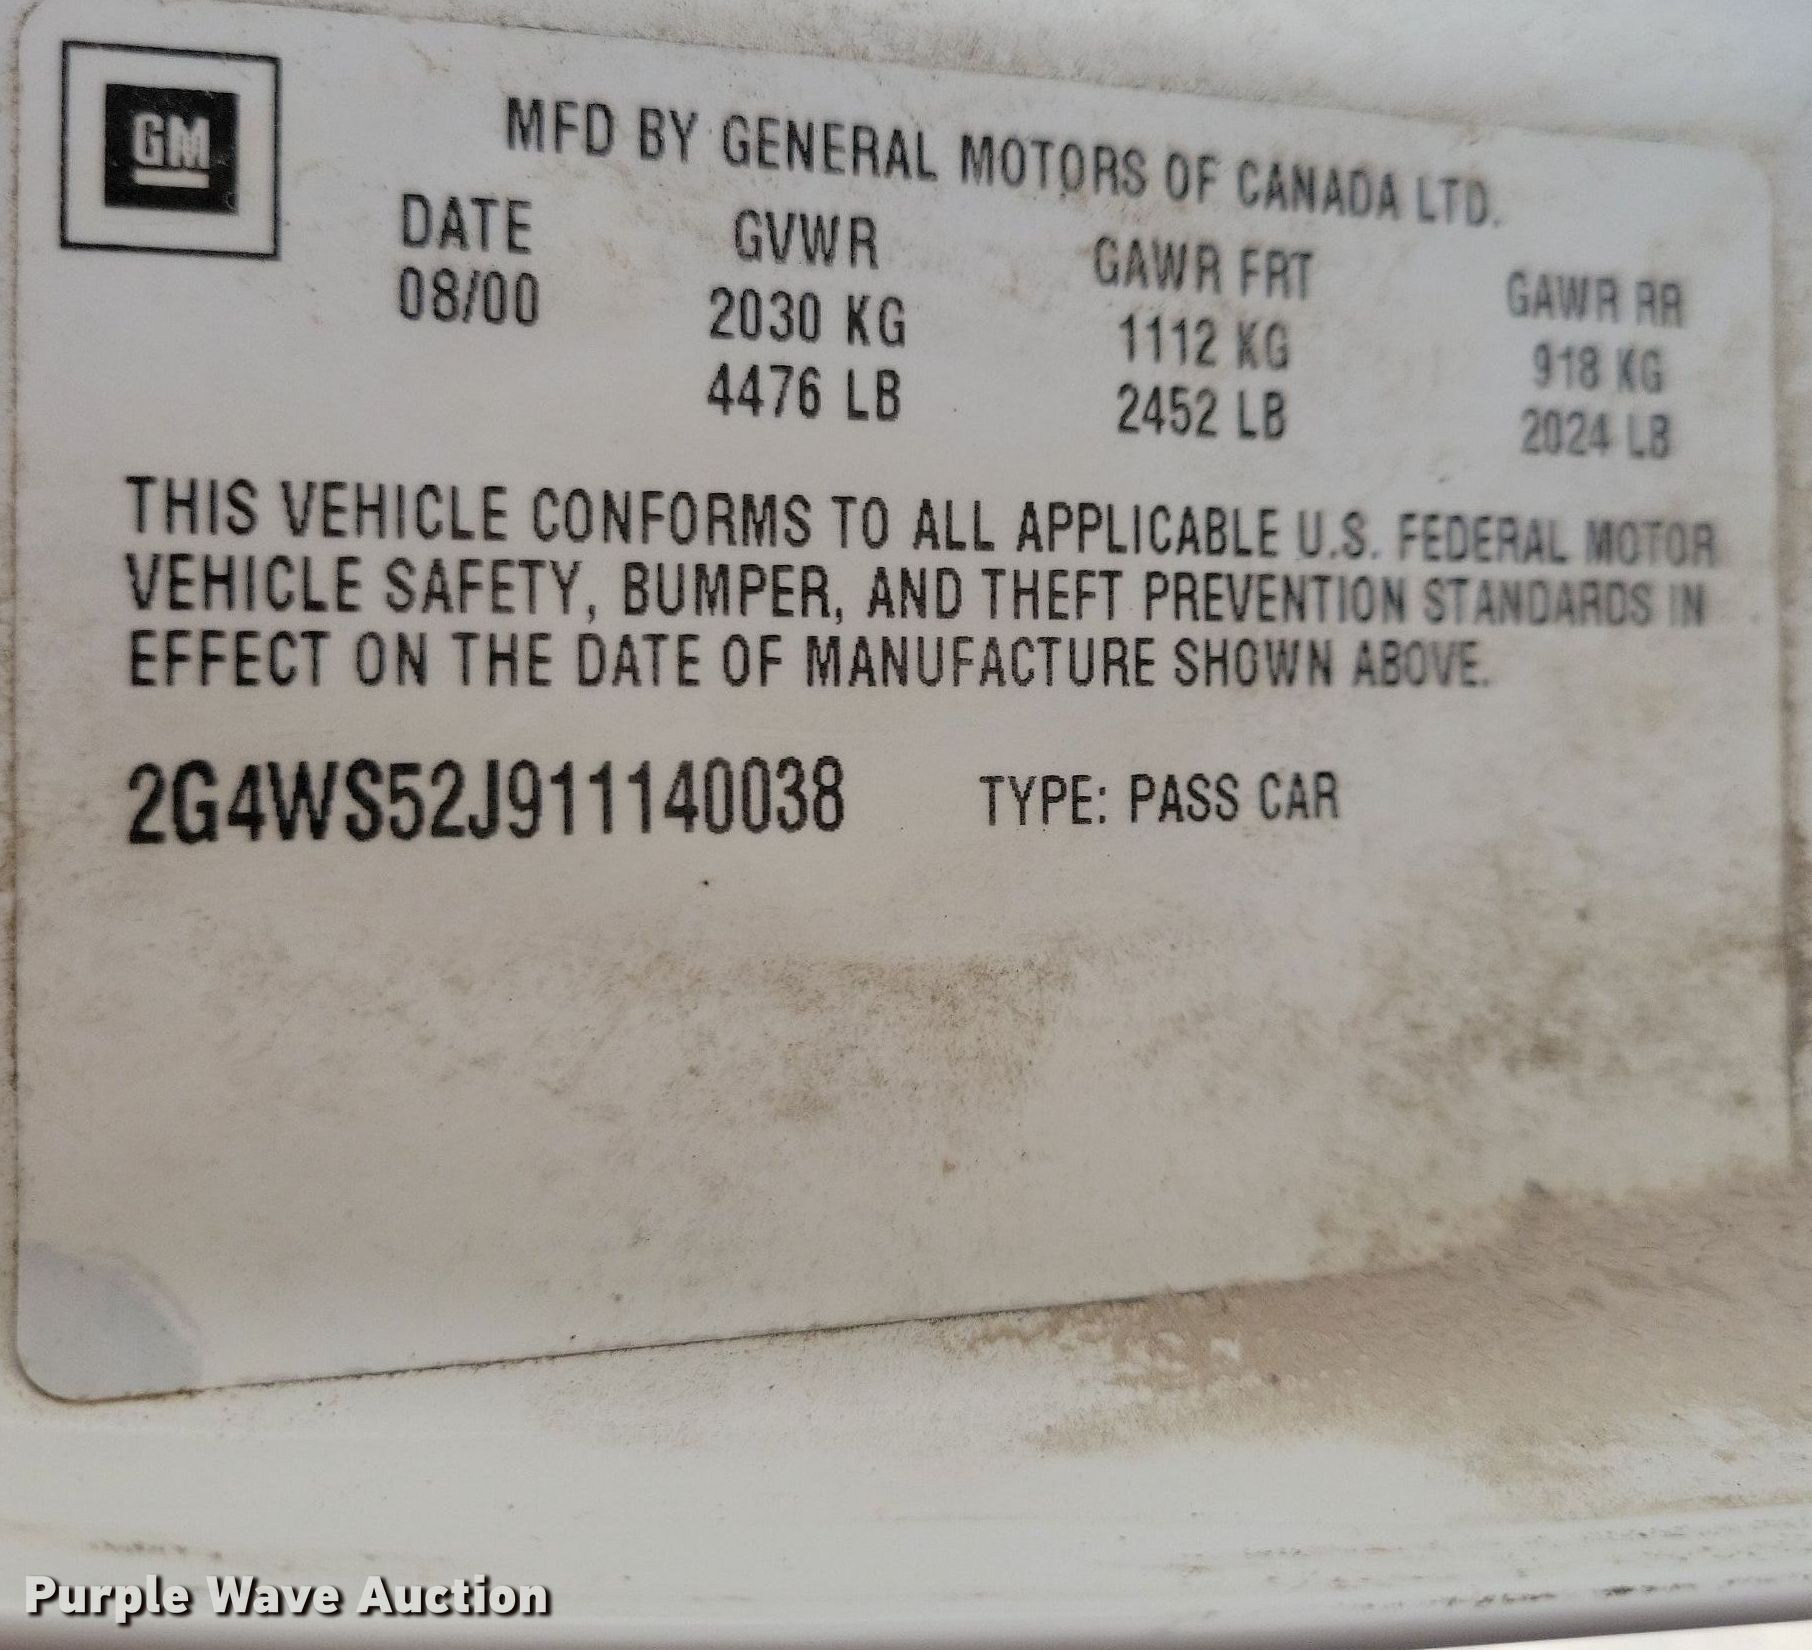 GM
MFD BY GENERAL MOTORS OF CANADA LTD.
DATE GVWR GAWR FRT GAWR RR
08/00 2030 KG 1112 KG 918 KG
4476 LB 2452 LB 2024 LB
THIS VEHICLE CONFORMS TO ALL APPLICABLE U.S. FEDERAL MOTOR
VEHICLE SAFETY, BUMPER, AND THEFT PREVENTION STANDARDS IN
EFFECT ON THE DATE OF MANUFACTURE SHOWN ABOVE.
2G4WS52J911140038 TYPE: PASS CAR
Purple Wave Auction